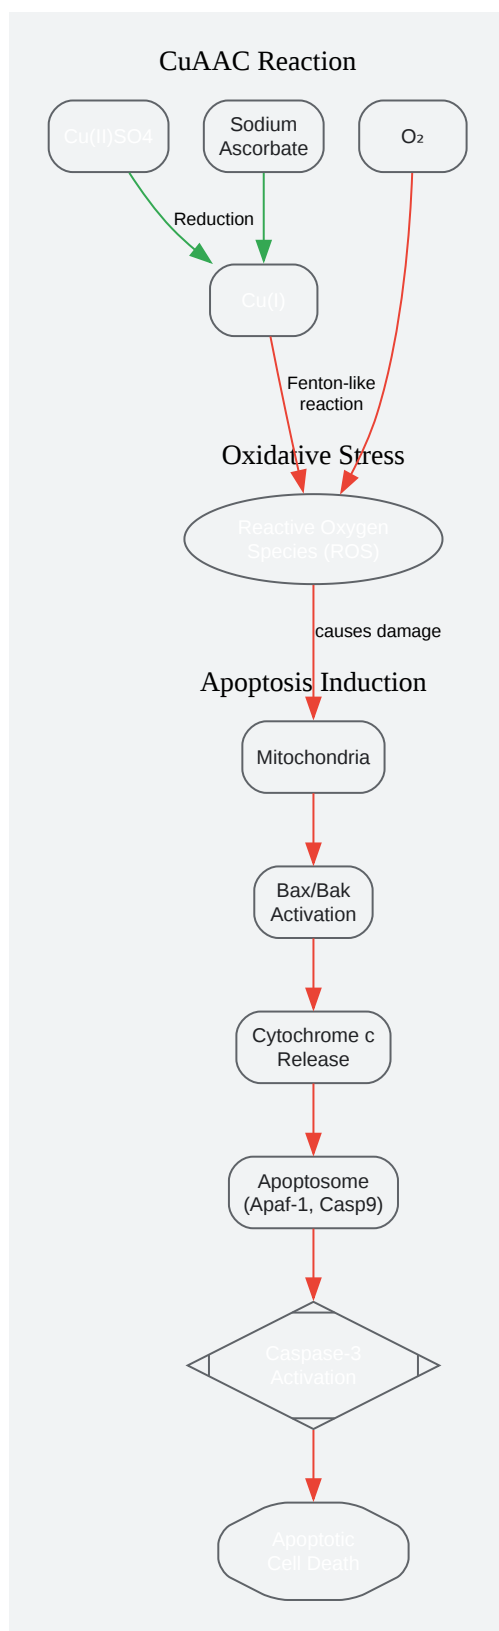 CuAAC Reaction
Cu(II)SO4
Sodium
Ascorbate
O₂
Reduction
Cu(I)
Fenton-like
reaction
Oxidative Stress
Reactive Oxygen
Species (ROS)
causes damage
Apoptosis Induction
Mitochondria
Bax/Bak
Activation
Cytochrome c
Release
Apoptosome
(Apaf-1, Casp9)
Caspase-3
Activation
Apoptotic
Cell Death